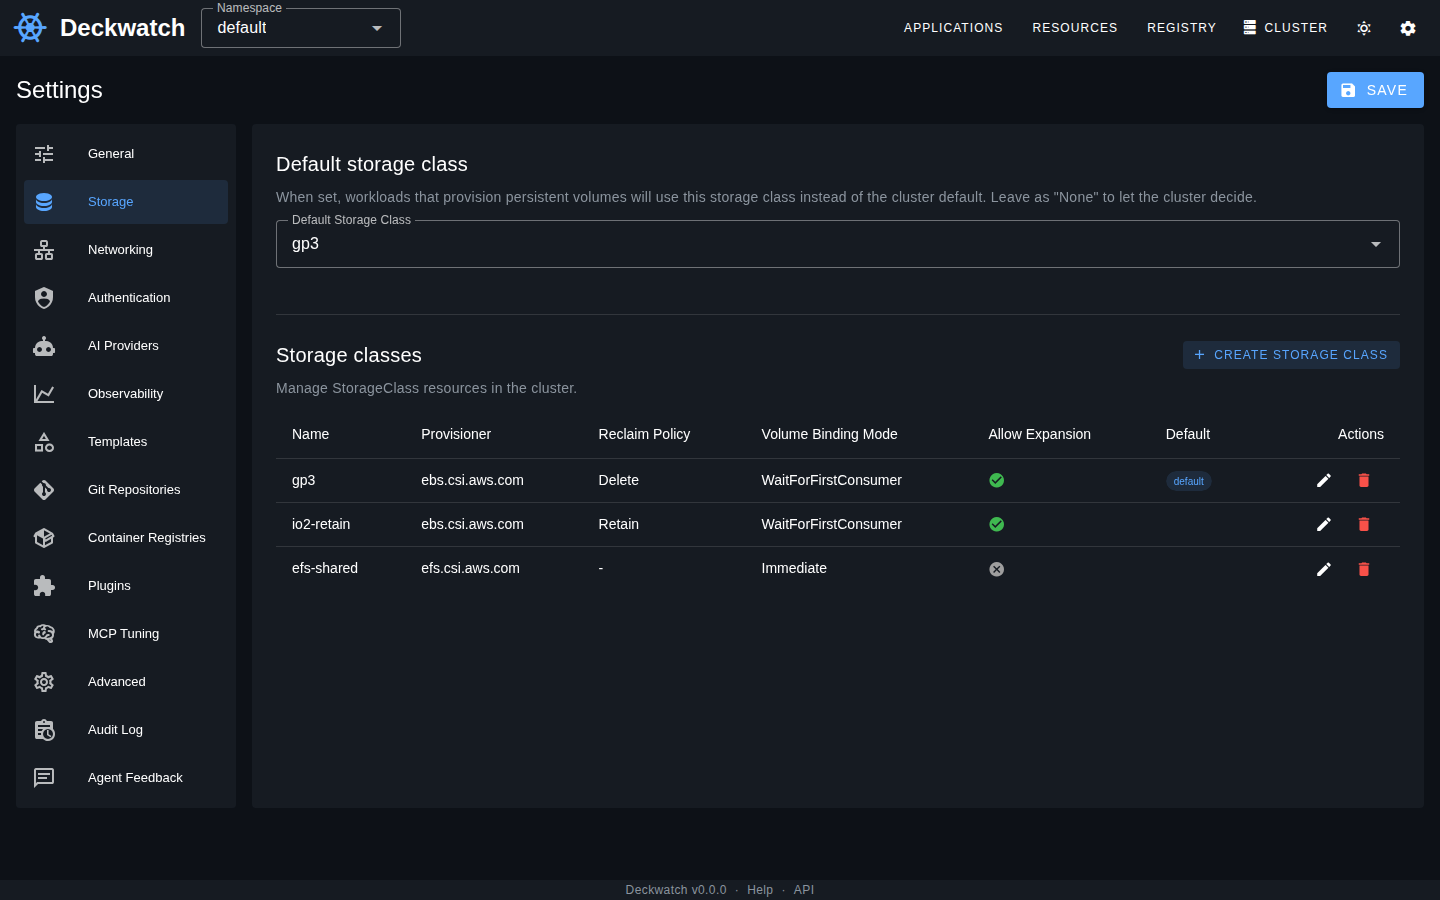 Deckwatch
Namespace
default
APPLICATIONS RESOURCES REGISTRY CLUSTER
Settings
SAVE
General
Storage
Networking
Authentication
AI Providers
Observability
Templates
Git Repositories
Container Registries
Plugins
MCP Tuning
Advanced
Audit Log
Agent Feedback
Default storage class
When set, workloads that provision persistent volumes will use this storage class instead of the cluster default. Leave as "None" to let the cluster decide.
Default Storage Class
gp3
Storage classes
CREATE STORAGE CLASS
Manage StorageClass resources in the cluster.
Name Provisioner Reclaim Policy Volume Binding Mode Allow Expansion Default Actions
gp3 ebs.csi.aws.com Delete WaitForFirstConsumer default
io2-retain ebs.csi.aws.com Retain WaitForFirstConsumer
efs-shared efs.csi.aws.com - Immediate
Deckwatch v0.0.0 · Help · API